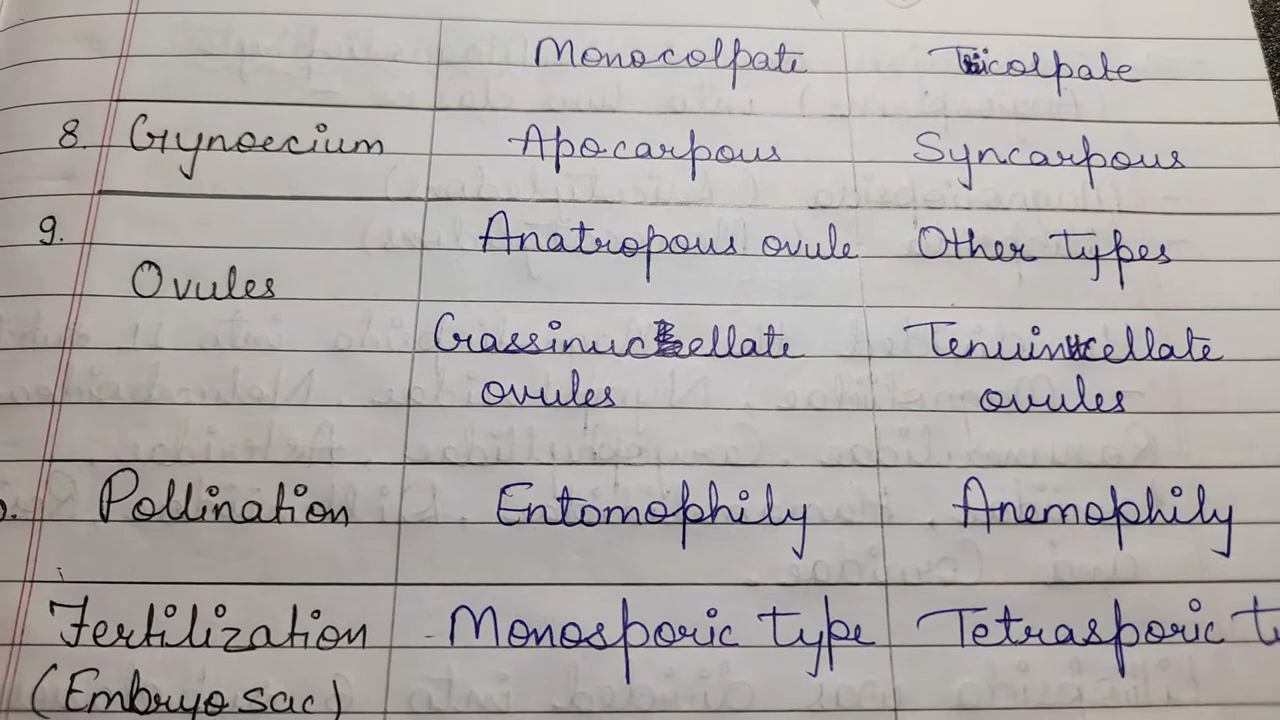 Monocolpate Tricolpate
8. Gynoecium Apocarpous Syncarpous
9. Anatropous ovule Other types
Ovules
Crassinucellate Tenuinucellate
ovules ovules
Pollination Entomophily Anemophily
Fertilization - Monosporic type Tetrasporic
(Embryo sac)